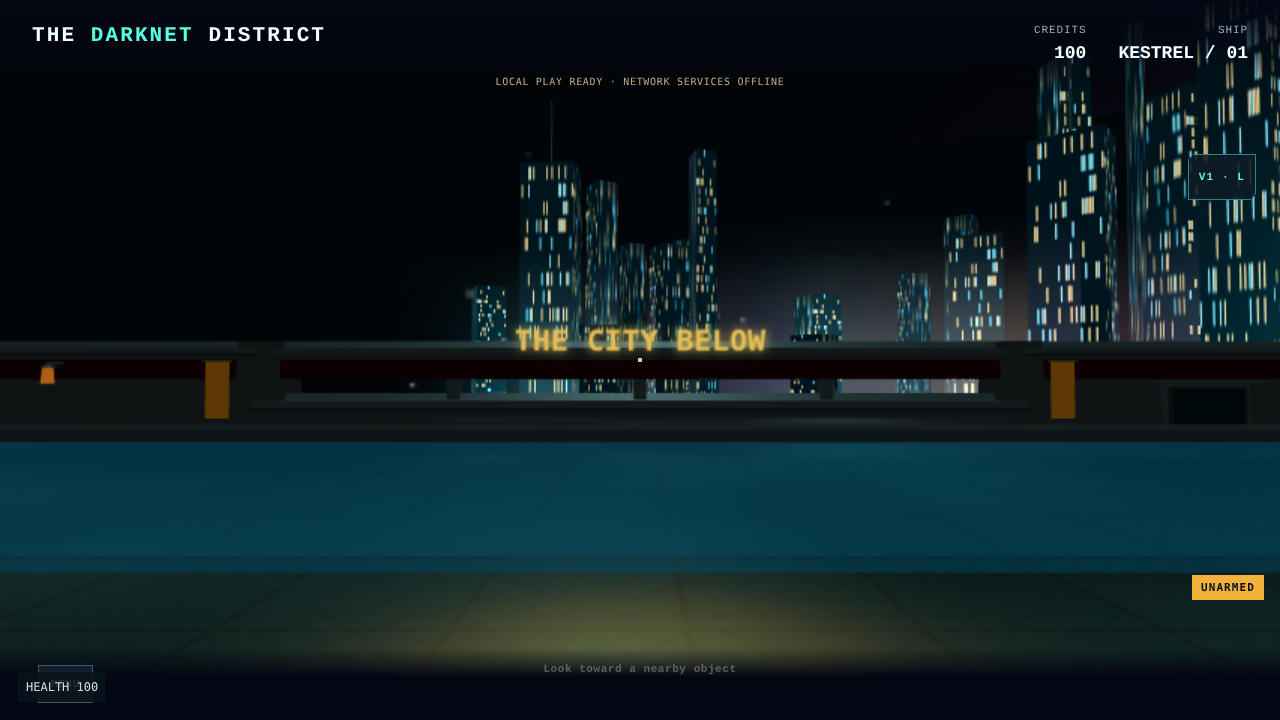 THE DARKNET DISTRICT
CREDITS
100
SHIP
KESTREL / 01
LOCAL PLAY READY · NETWORK SERVICES OFFLINE
V1 · L
THE CITY BELOW
UNARMED
Look toward a nearby object
HEALTH 100